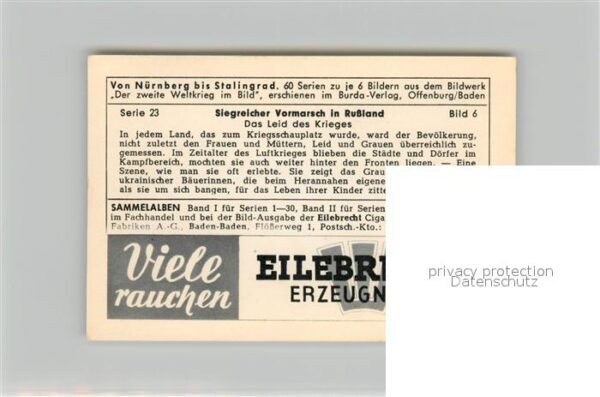 Von Nürnberg bis Stalingrad. 60 Serien zu je 6 Bildern aus dem Bildwerk
„Der zweite Weltkrieg im Bild", erschienen im Burda-Verlag, Offenburg/Baden
Serie 23 Siegreicher Vormarsch in Rußland Bild 6
Das Leid des Krieges
In jedem Land, das zum Kriegsschauplatz wurde, ward der Bevölkerung,
nicht zuletzt den Frauen und Müttern, Leid und Grauen überreichlich zu-
gemessen. Im Zeitalter des Luftkrieges blieben die Städte und Dörfer im
Kampfbereich, mochten sie auch weiter hinter den Fronten liegen. — Eine
Szene, wie man sie oft erlebte. Sie zeigt das Grau
ukrainischer Bäuerinnen, die beim Herannahen eigene
als sie um sich bangen, für das Leben ihrer Kinder zitte
SAMMELALBEN Band I für Serien 1—30, Band II für Serien
im Fachhandel und bei der Bild-Ausgabe der Eilebrecht Ciga
Fabriken A.-G., Baden-Baden, Flößerweg 1, Postsch.-Kto.:
Viele
rauchen
EILEBRE
ERZEUGN
privacy protection
Datenschutz